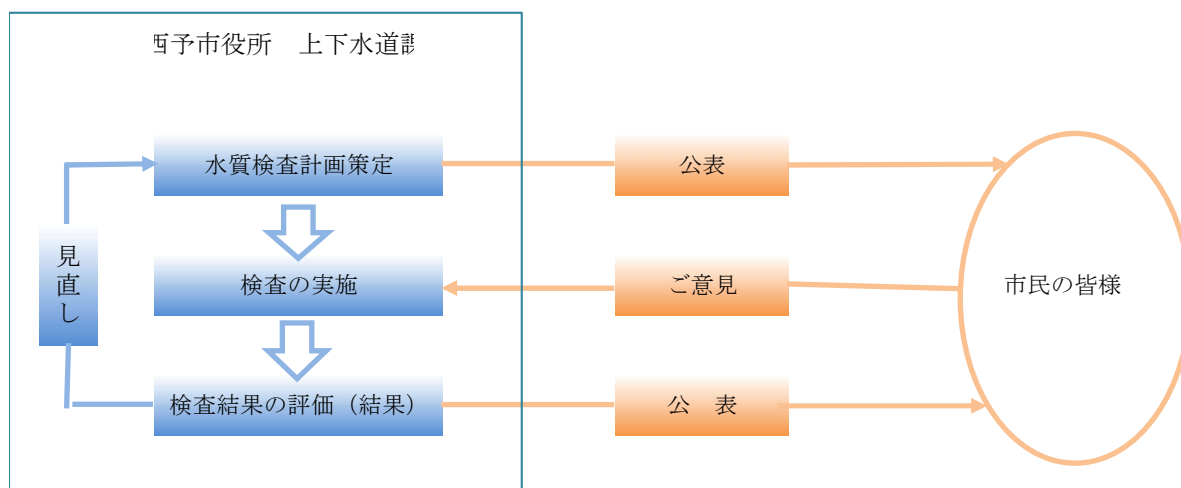 西予市役所　上下水道課
水質検査計画策定
公表
見直し
検査の実施
ご意見
市民の皆様
検査結果の評価（結果）
公　表